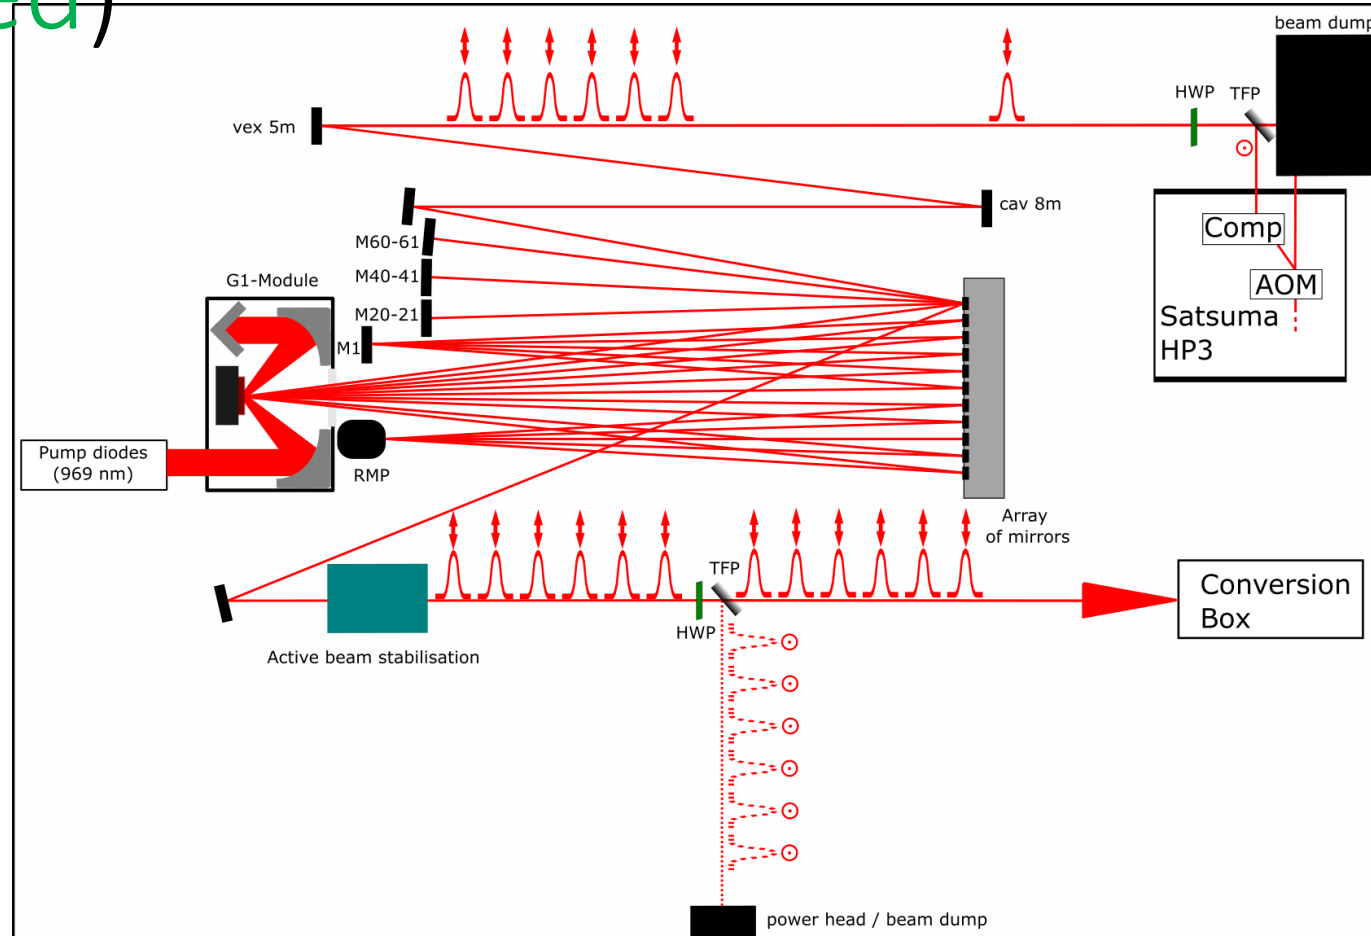 ed)
beam dump
HWP
TFP
vex 5m
cav 8m
Comp
AOM
Satsuma
HP3
M60-61
M40-41
M20-21
M1
G1-Module
Pump diodes
(969 nm)
RMP
Array
of mirrors
TFP
HWP
Active beam stabilisation
Conversion
Box
power head / beam dump